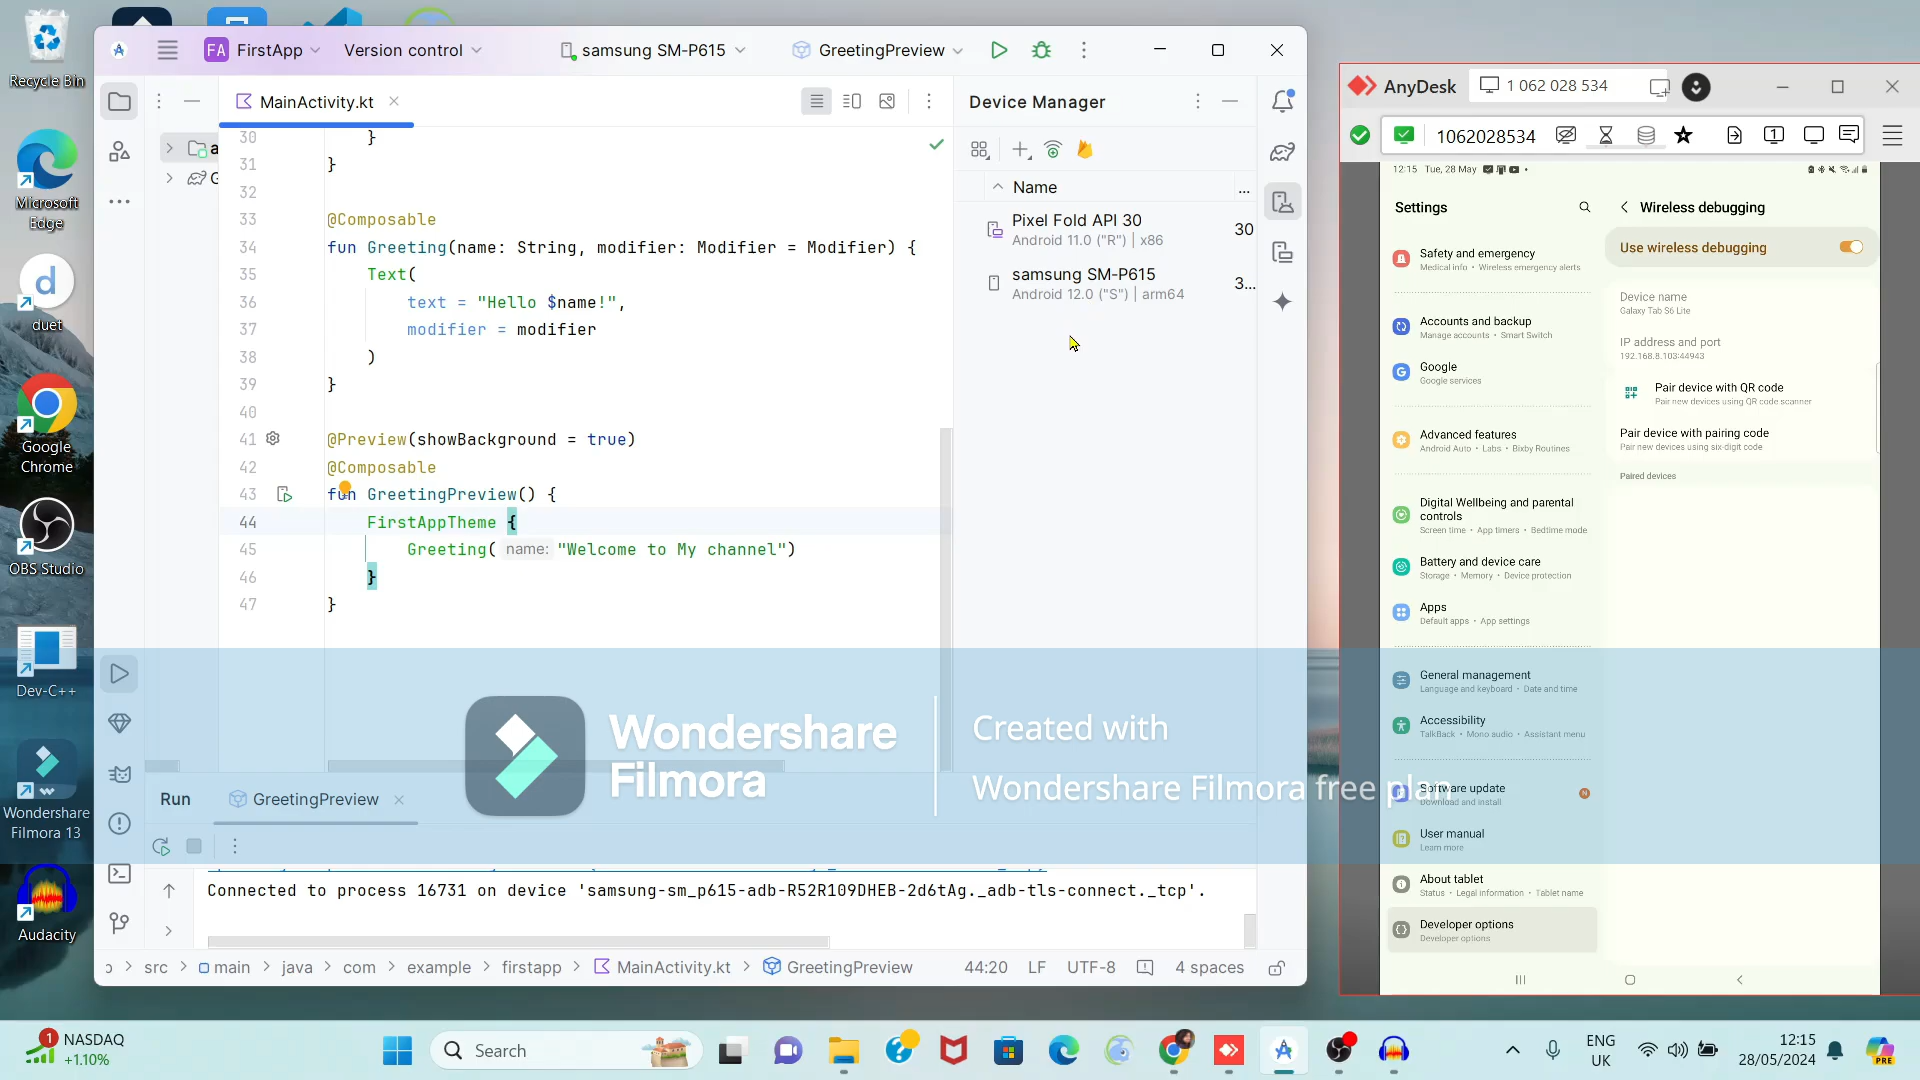 Recycle Bin
Microsoft
Edge
d
duet
Google
Chrome
OBS Studio
Dev-C++
Wondershare
Filmora 13
Audacity
FA
FirstApp
Version control
samsung SM-P615
GreetingPreview
MainActivity.kt
a
G
30
}
31
}
32
33
@Composable
34
fun Greeting(name: String, modifier: Modifier = Modifier) {
35
Text(
36
text = "Hello $name!",
37
modifier = modifier
38
)
39
}
40
41
@Preview(showBackground = true)
42
@Composable
43
fun GreetingPreview() {
44
FirstAppTheme {
45
Greeting( name: "Welcome to My channel")
46
}
47
}
Device Manager
Name
...
Pixel Fold API 30
Android 11.0 ("R") | x86
30
samsung SM-P615
Android 12.0 ("S") | arm64
3...
Wondershare
Filmora
Created with
Wondershare Filmora free plan
Run
GreetingPreview
Connected to process 16731 on device 'samsung-sm_p615-adb-R52R109DHEB-2d6tAg._adb-tls-connect._tcp'.
src
main
java
com
example
firstapp
MainActivity.kt
GreetingPreview
44:20
LF
UTF-8
4 spaces
AnyDesk
1 062 028 534
1062028534
1
12:15 Tue, 28 May
Settings
Safety and emergency
Medical info • Wireless emergency alerts
Accounts and backup
Manage accounts • Smart Switch
Google
Google services
Advanced features
Android Auto • Labs • Bixby Routines
Digital Wellbeing and parental
controls
Screen time • App timers • Bedtime mode
Battery and device care
Storage • Memory • Device protection
Apps
Default apps • App settings
General management
Language and keyboard • Date and time
Accessibility
TalkBack • Mono audio • Assistant menu
Software update
Download and install
N
User manual
Learn more
About tablet
Status • Legal information • Tablet name
Developer options
Developer options
Wireless debugging
Use wireless debugging
Device name
Galaxy Tab S6 Lite
IP address and port
192.168.8.103:44943
Pair device with QR code
Pair new devices using QR code scanner
Pair device with pairing code
Pair new devices using six-digit code
Paired devices
1
NASDAQ
+1.10%
Search
ENG
UK
12:15
28/05/2024
PRE